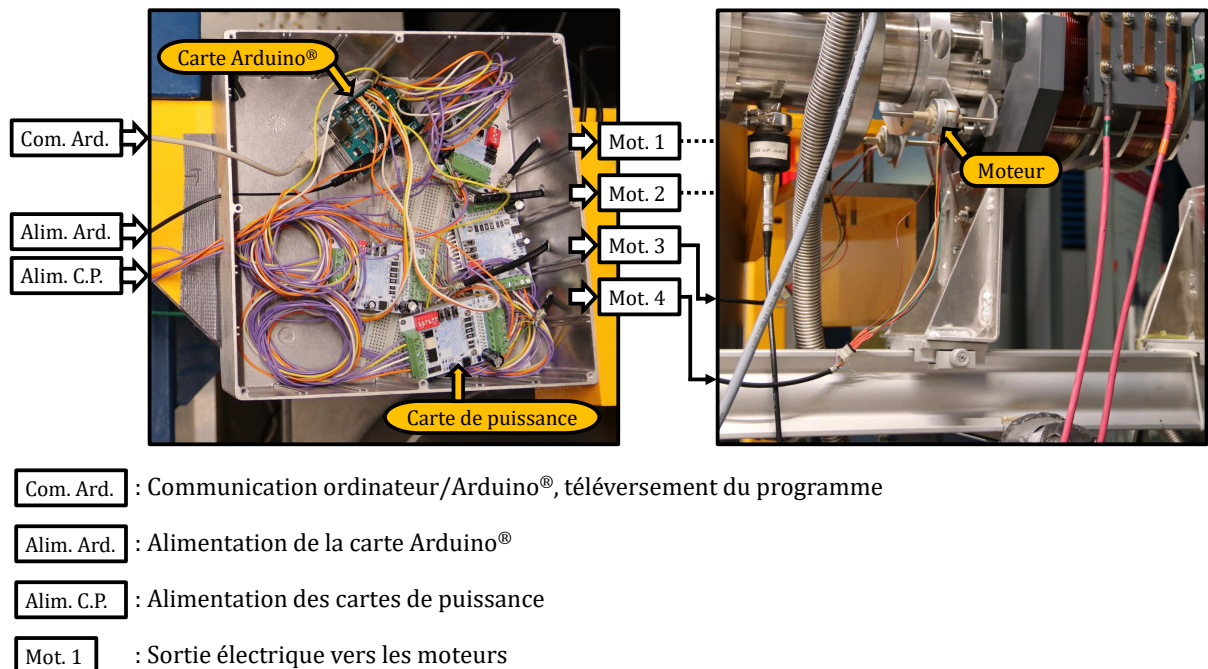 Carte Arduino®
Com. Ard.
Alim. Ard.
Alim. C.P.
Mot. 1
Mot. 2
Mot. 3
Mot. 4
Moteur
Carte de puissance
Com. Ard. : Communication ordinateur/Arduino®, téléversement du programme
Alim. Ard. : Alimentation de la carte Arduino®
Alim. C.P. : Alimentation des cartes de puissance
Mot. 1 : Sortie électrique vers les moteurs